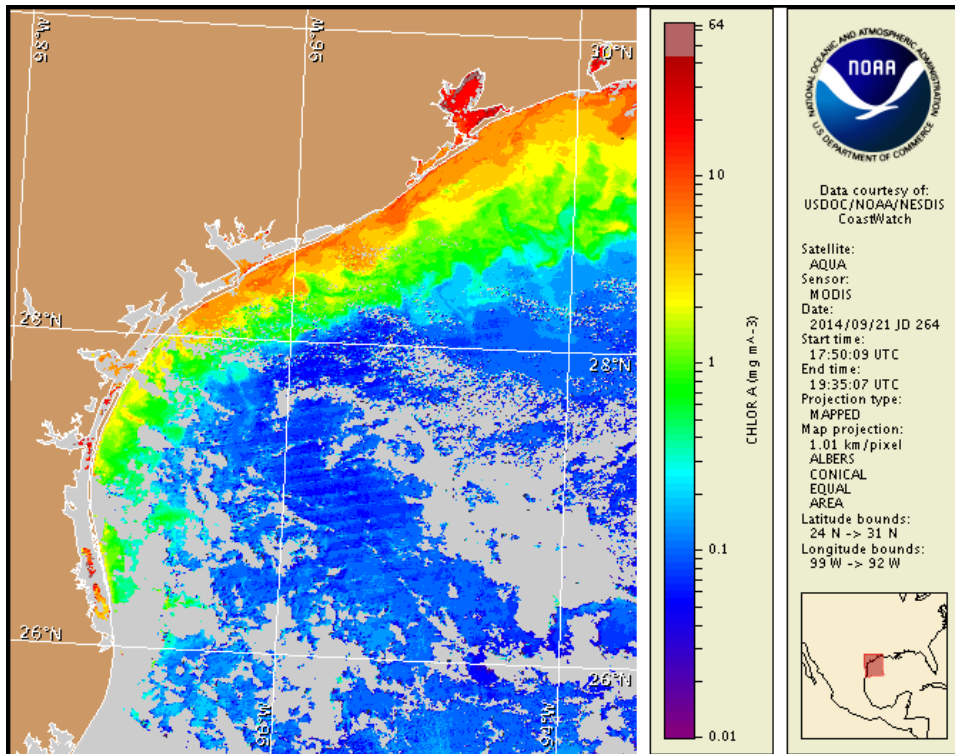 98°W
96°W
30°N
28°N
28°N
26°N
26°N
96°W
94°W
64
10
1
0.1
0.01
CHLOR A (mg m^-3)
NATIONAL OCEANIC AND ATMOSPHERIC ADMINISTRATION
NOAA
U.S. DEPARTMENT OF COMMERCE
Data courtesy of:
USDOC/NOAA/NESDIS
CoastWatch
Satellite:
AQUA
Sensor:
MODIS
Date:
2014/09/21 JD 264
Start time:
17:50:09 UTC
End time:
19:35:07 UTC
Projection type:
MAPPED
Map projection:
1.01 km/pixel
ALBERS
CONICAL
EQUAL
AREA
Latitude bounds:
24 N -> 31 N
Longitude bounds:
99 W -> 92 W